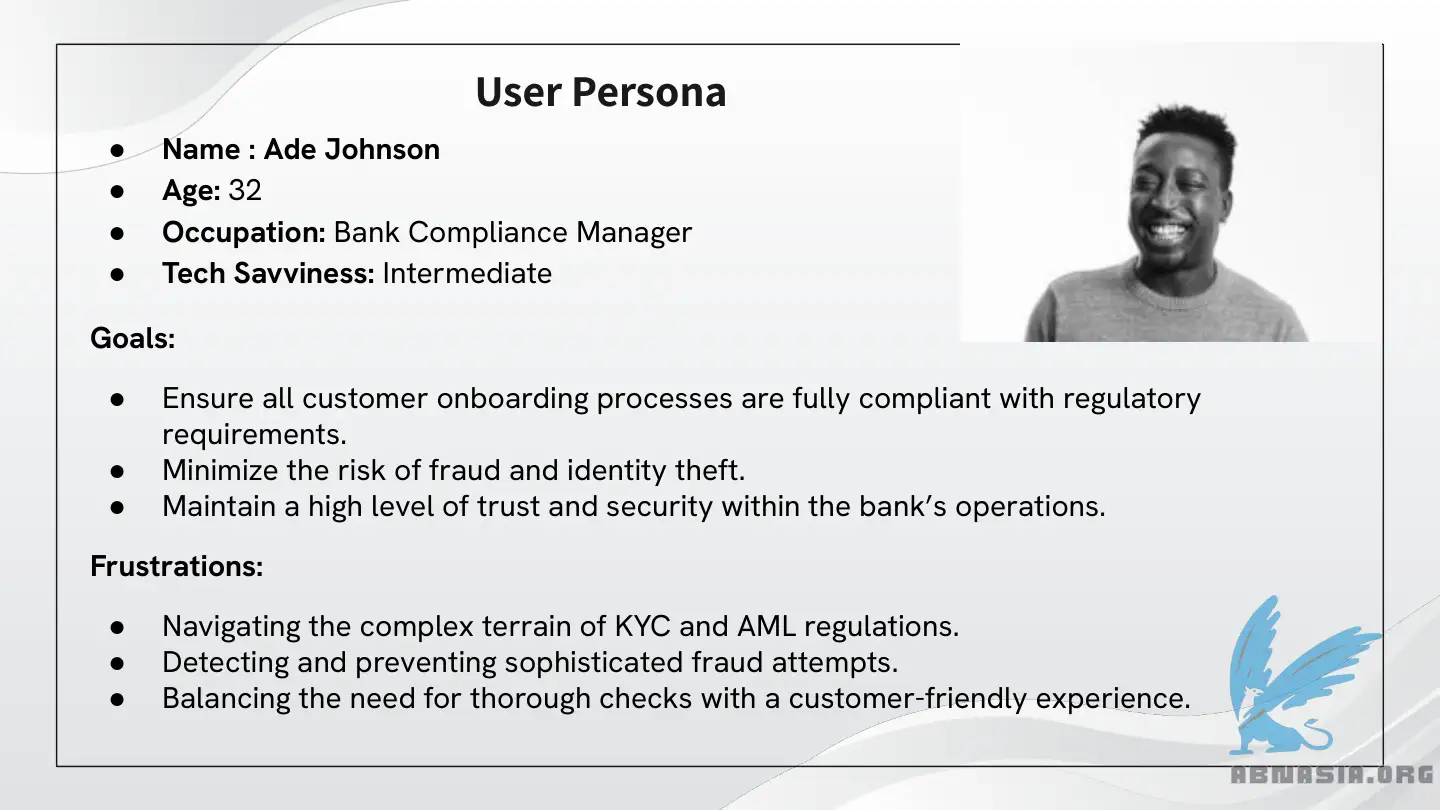 User Persona
● Name : Ade Johnson
● Age: 32
● Occupation: Bank Compliance Manager
● Tech Savviness: Intermediate
Goals:
● Ensure all customer onboarding processes are fully compliant with regulatory
requirements.
● Minimize the risk of fraud and identity theft.
● Maintain a high level of trust and security within the bank’s operations.
Frustrations:
● Navigating the complex terrain of KYC and AML regulations.
● Detecting and preventing sophisticated fraud attempts.
● Balancing the need for thorough checks with a customer-friendly experience.
ABNASIA.ORG